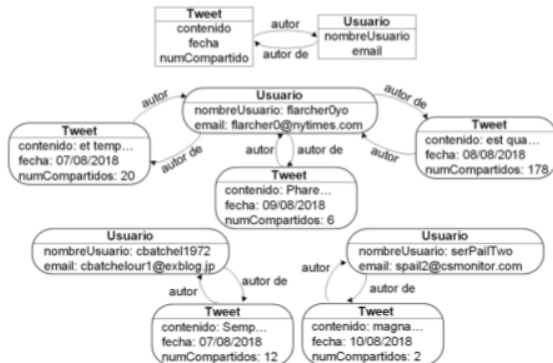 Tweet
contenido
fecha
numCompartido
autor
autor de
Usuario
nombreUsuario
email
autor
Usuario
nombreUsuario: flarcher0yo
email: flarcher0@nytimes.com
autor de
Tweet
contenido: et temp...
fecha: 07/08/2018
numCompartidos: 20
autor de
autor
autor de
autor
Tweet
contenido: est qua...
fecha: 08/08/2018
numCompartidos: 178
Tweet
contenido: Phare...
fecha: 09/08/2018
numCompartidos: 6
Usuario
nombreUsuario: cbatchel1972
email: cbatchelour1@exblog.jp
Usuario
nombreUsuario: serPailTwo
email: spail2@csmonitor.com
autor
autor de
autor
autor de
Tweet
contenido: Semp...
fecha: 07/08/2018
numCompartidos: 12
Tweet
contenido: magna...
fecha: 10/08/2018
numCompartidos: 2